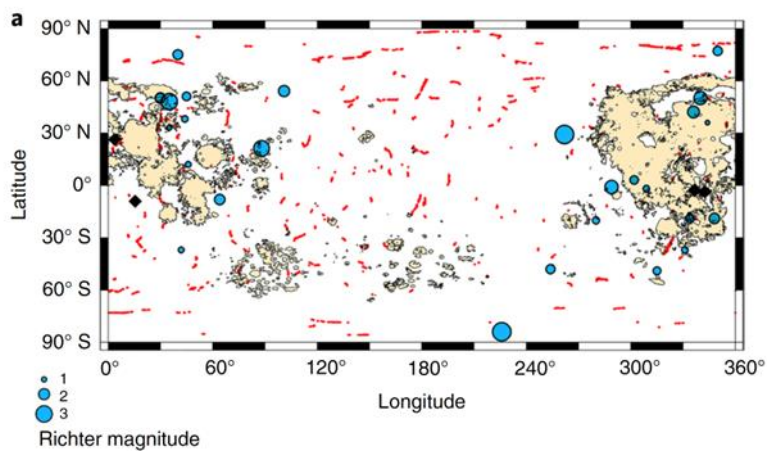 a
90° N
60° N
30° N
0°
30° S
60° S
90° S
Latitude
0°
60°
120°
180°
240°
300°
360°
Longitude
1
2
3
Richter magnitude